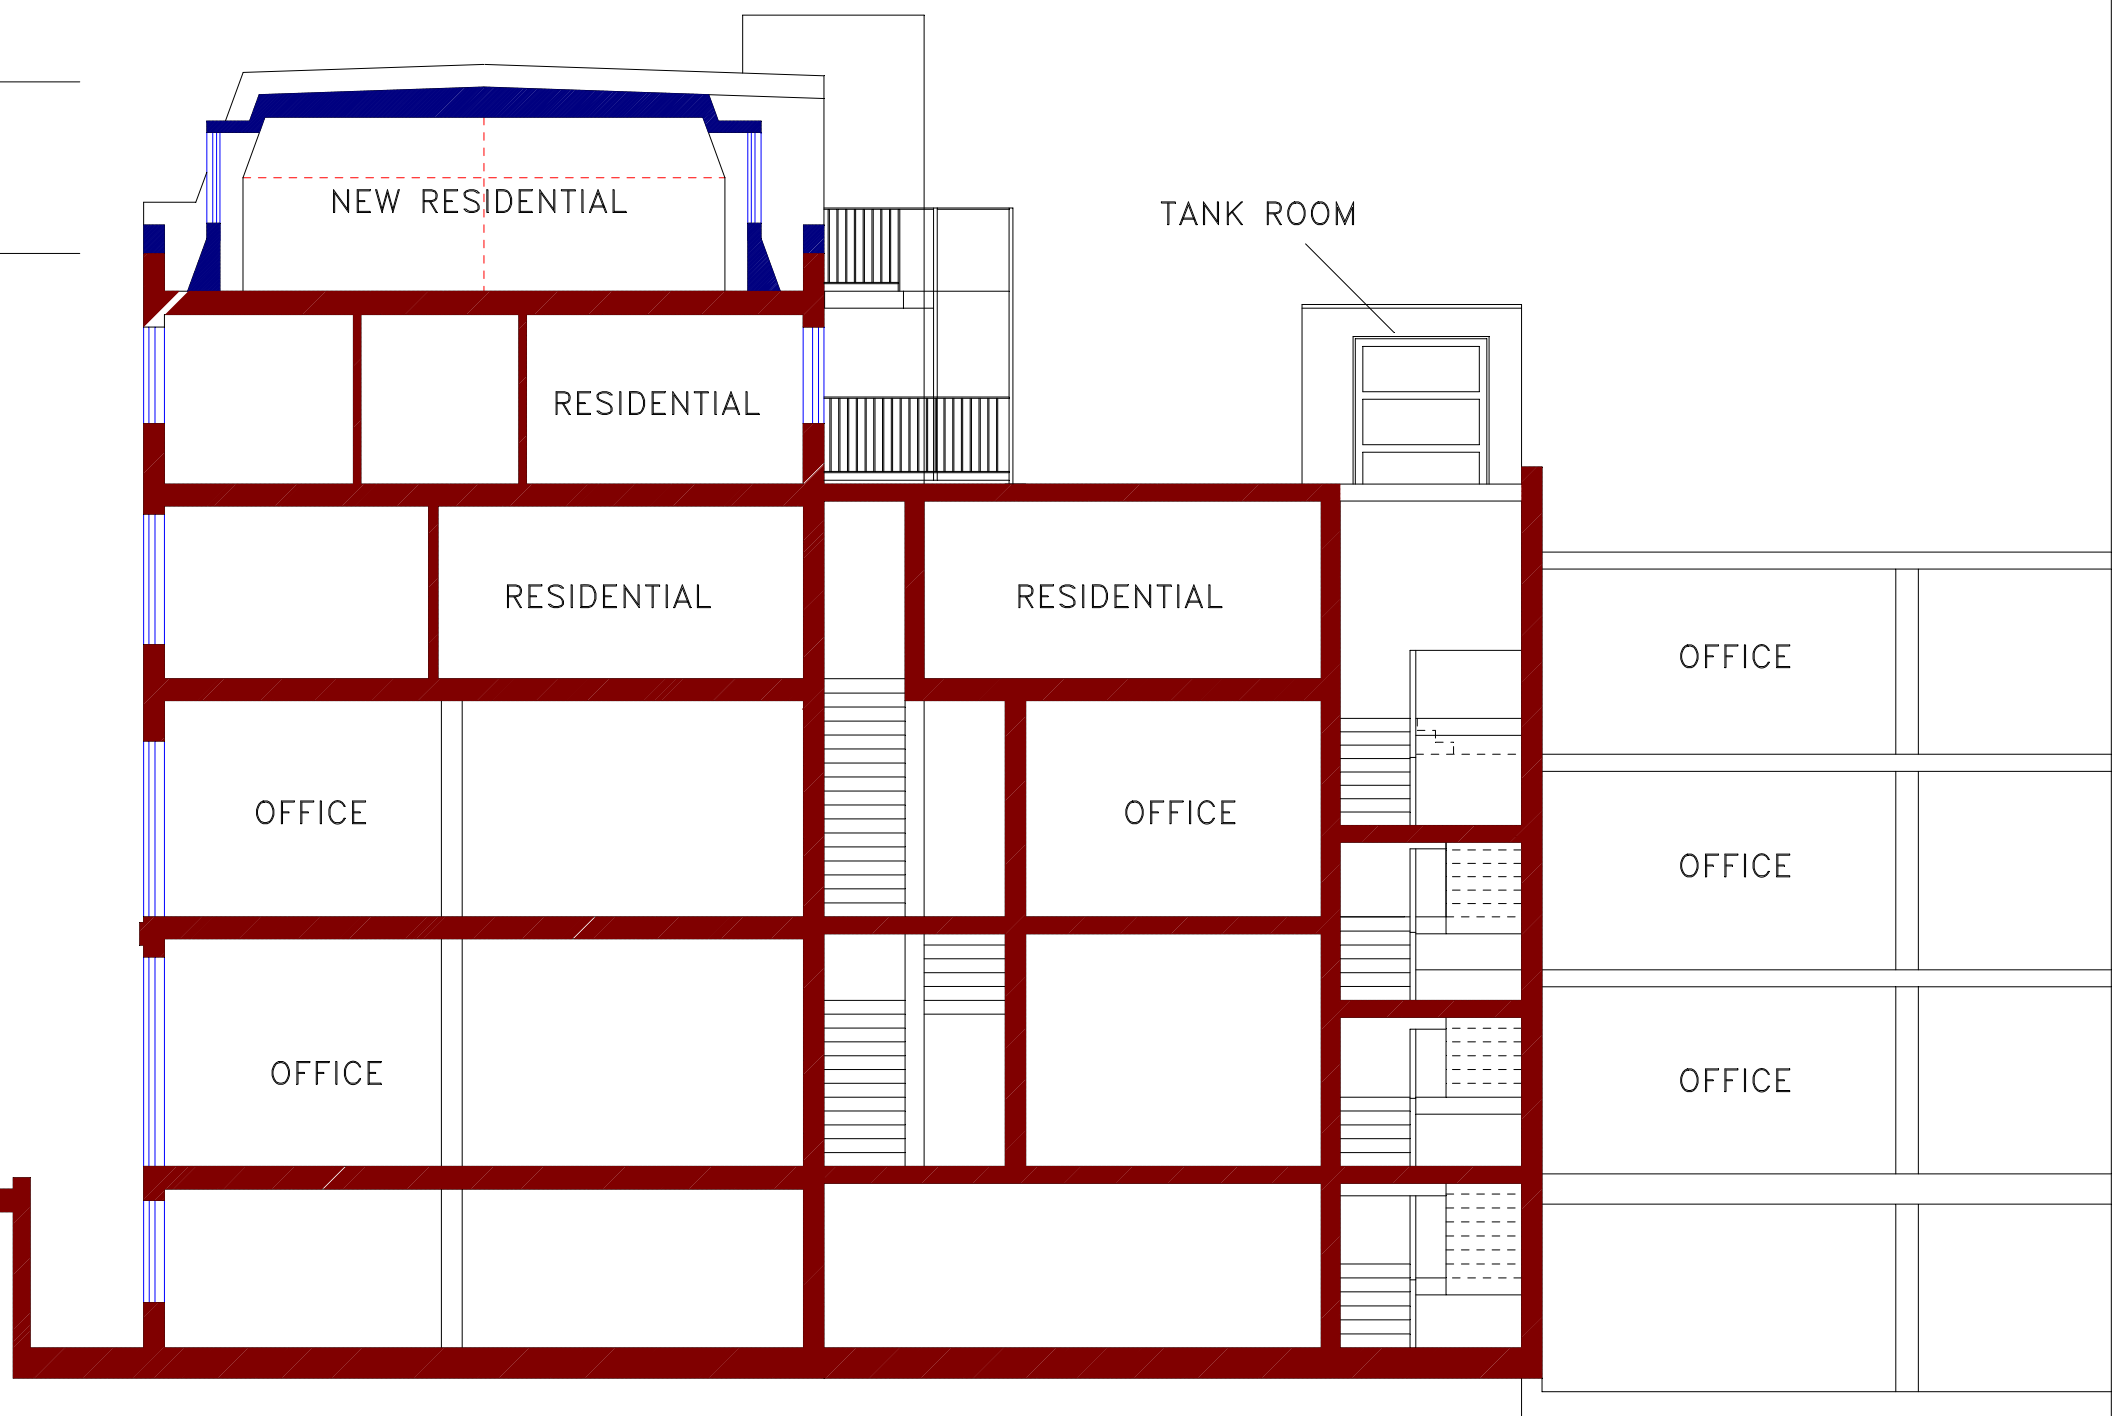 NEW RESIDENTIAL
TANK ROOM
RESIDENTIAL
RESIDENTIAL
RESIDENTIAL
OFFICE
OFFICE
OFFICE
OFFICE
OFFICE
OFFICE